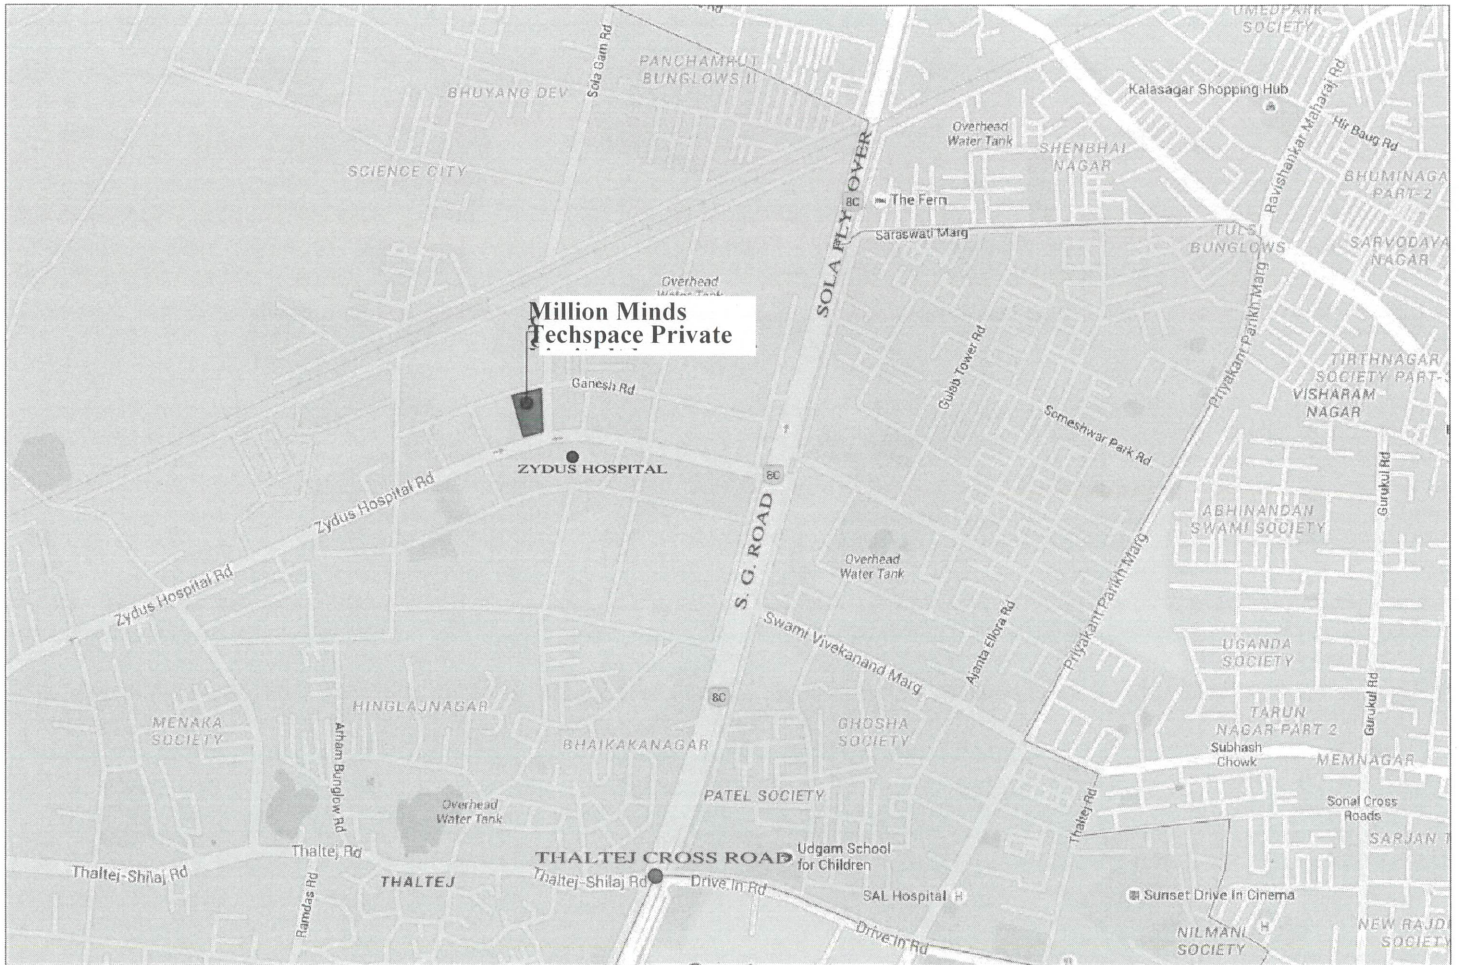 UMEDPARK
SOCIETY
Sola Gam Rd
PANCHAMRUT
BUNGLOWS II
BHUYANG DEV
Kalasagar Shopping Hub
Ravishankar Maharaj Rd
Hir Baug Rd
Overhead
Water Tank
SHENBHAI
NAGAR
SCIENCE CITY
BHUMINAGA
PART-2
SOLA FLY OVER
8C
The Fern
Saraswati Marg
TULSI
BUNGLOWS
SARVODAYA
NAGAR
Overhead
Water Tank
Million Minds
Techspace Private
Priyakant Parikh Marg
Gulab Tower Rd
TIRTHNAGAR
SOCIETY PART-
VISHARAM
NAGAR
Ganesh Rd
Someshwar Park Rd
ZYDUS HOSPITAL
8C
Zydus Hospital Rd
Gurukul Rd
S. G. ROAD
ABHINANDAN
SWAMI SOCIETY
Overhead
Water Tank
Zydus Hospital Rd
Priyakant Parikh Marg
Swami Vivekanand Marg
Ajanta Ellora Rd
UGANDA
SOCIETY
8C
HINGLAJNAGAR
Gurukul Rd
MENAKA
SOCIETY
GHOSHA
SOCIETY
TARUN
NAGAR PART 2
BHAIKAKANAGAR
Subhash
Chowk
MEMNAGAR
Arham Bunglow Rd
PATEL SOCIETY
Overhead
Water Tank
Thaltej Rd
Sonal Cross
Roads
SARJAN T
Thaltej Rd
THALTEJ CROSS ROAD
Udgam School
for Children
Thaltej-Shilaj Rd
THALTEJ
Thaltej-Shilaj Rd
Drive In Rd
SAL Hospital H
Sunset Drive In Cinema
Ramdas Rd
Drive In Rd
NILMANI
SOCIETY
H
NEW RAJD
SOCIETY